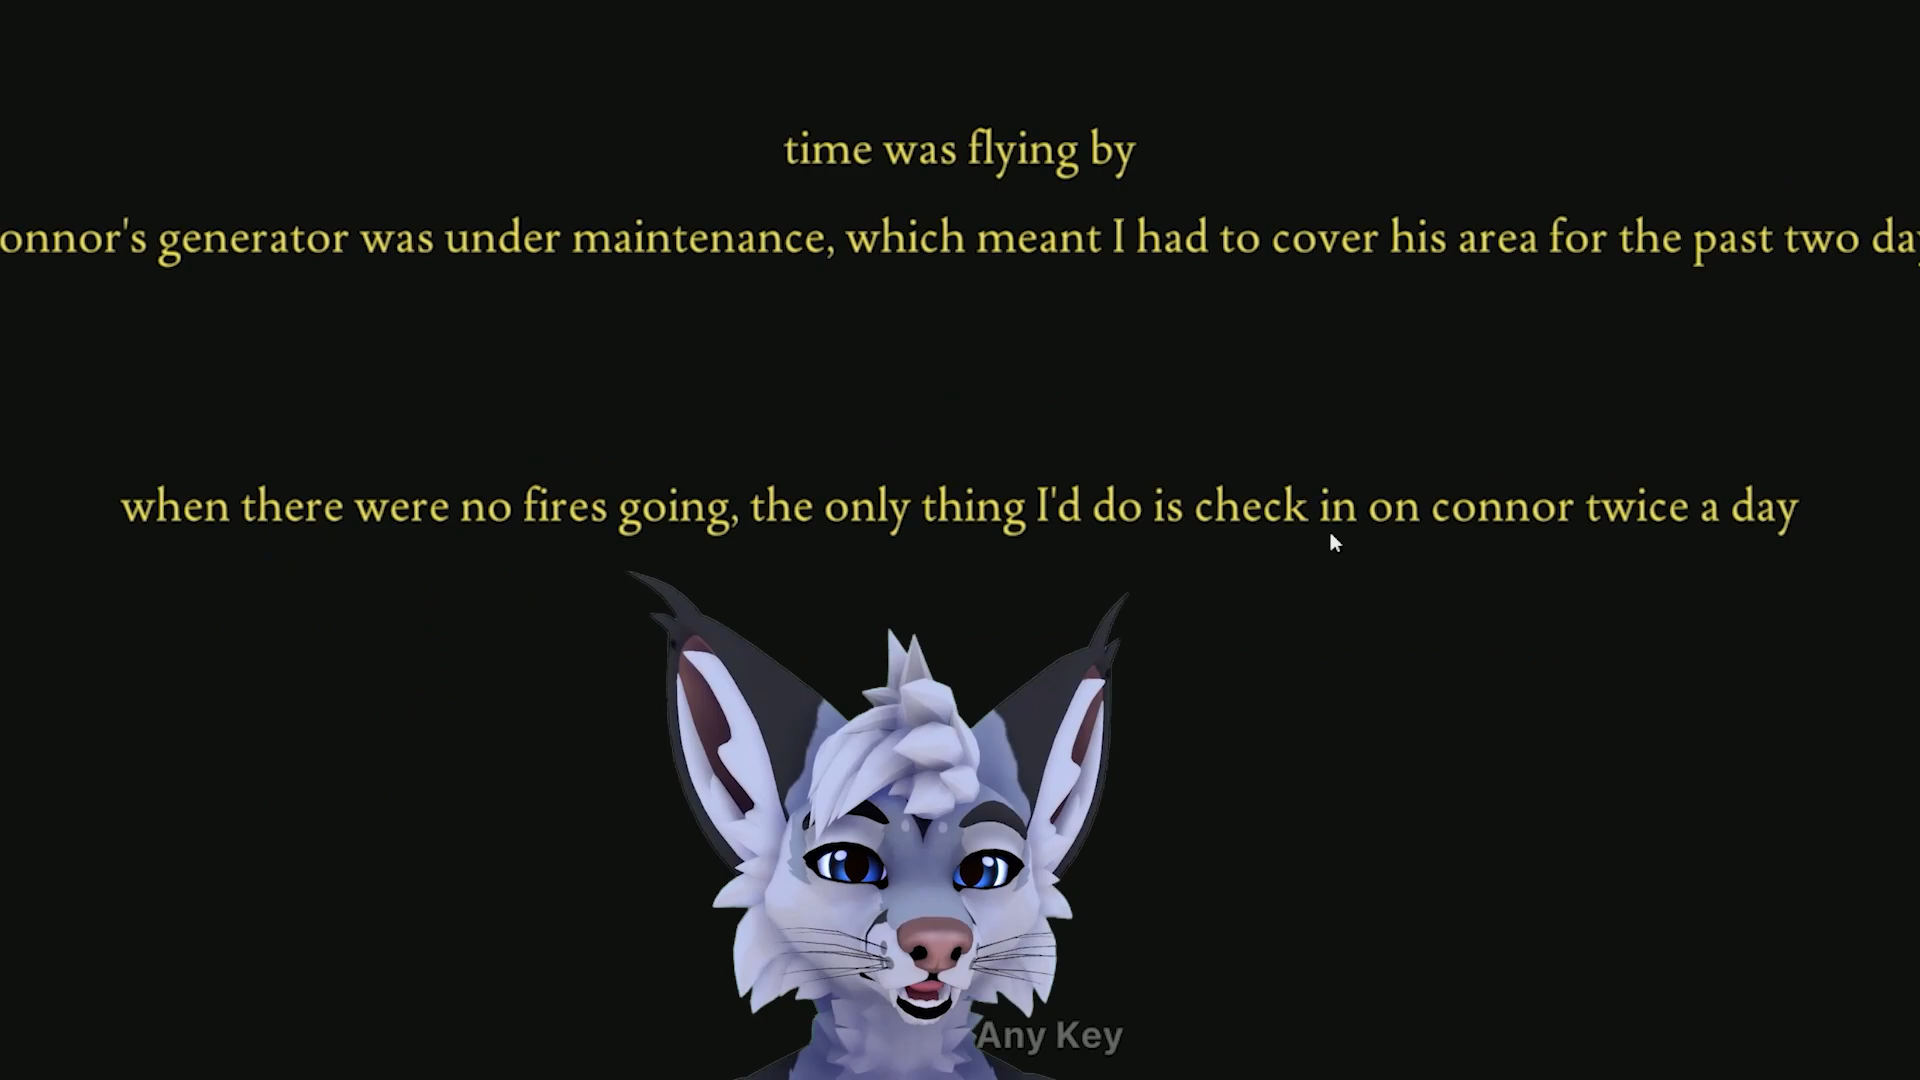 time was flying by
onnor's generator was under maintenance, which meant I had to cover his area for the past two da
when there were no fires going, the only thing I'd do is check in on connor twice a day
Any Key